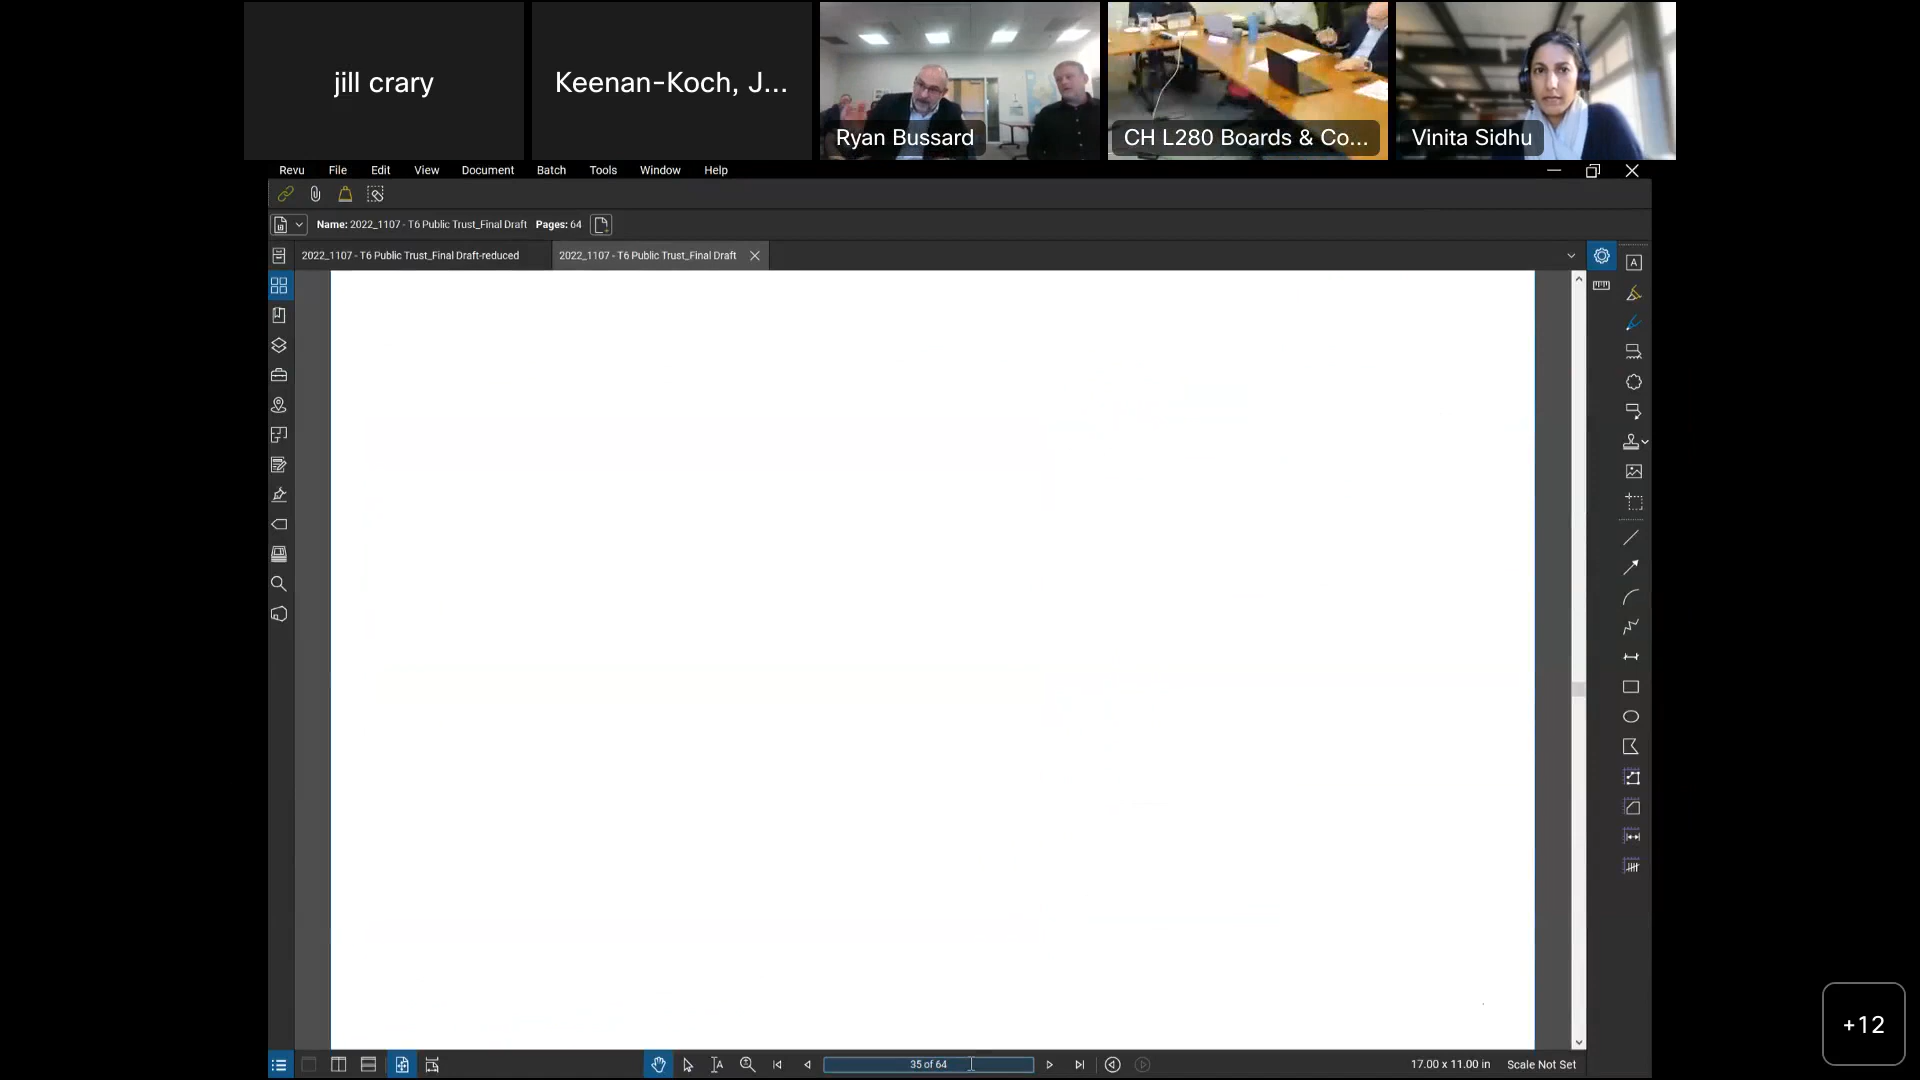 jill crary
Keenan-Koch, J...
Ryan Bussard
CH L280 Boards & Co...
Vinita Sidhu
Revu File Edit View Document Batch Tools Window Help
Name: 2022_1107 - T6 Public Trust_Final Draft Pages: 64
2022_1107 - T6 Public Trust_Final Draft-reduced
2022_1107 - T6 Public Trust_Final Draft
35 of 64
17.00 x 11.00 in
Scale Not Set
+12